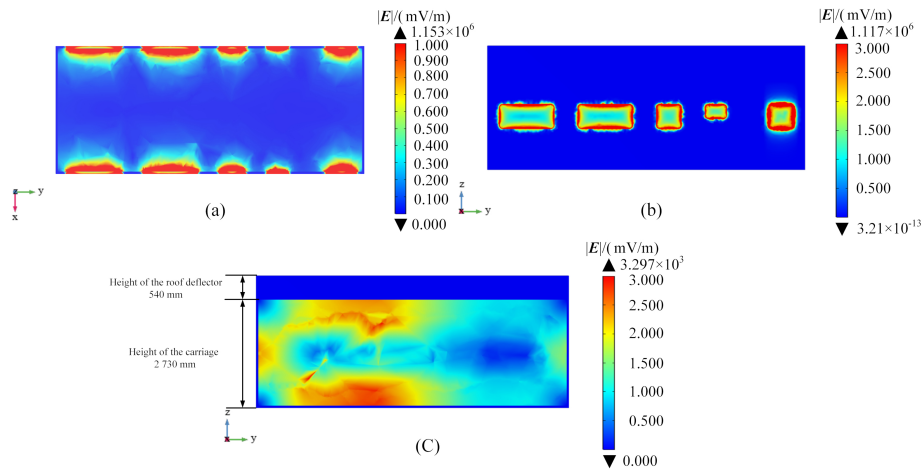 |E|/( mV/m)
▲ 1.153×10⁶
1.000
0.900
0.800
0.700
0.600
0.500
0.400
0.300
0.200
0.100
▼ 0.000
z y
x
(a)
|E|/( mV/m)
▲ 1.117×10⁶
3.000
2.500
2.000
1.500
1.000
0.500
▼ 3.21×10⁻¹³
z
x y
(b)
|E|/( mV/m)
▲ 3.297×10³
3.000
2.500
2.000
1.500
1.000
0.500
▼ 0.000
Height of the roof deflector
540 mm
Height of the carriage
2 730 mm
z
x y
(C)